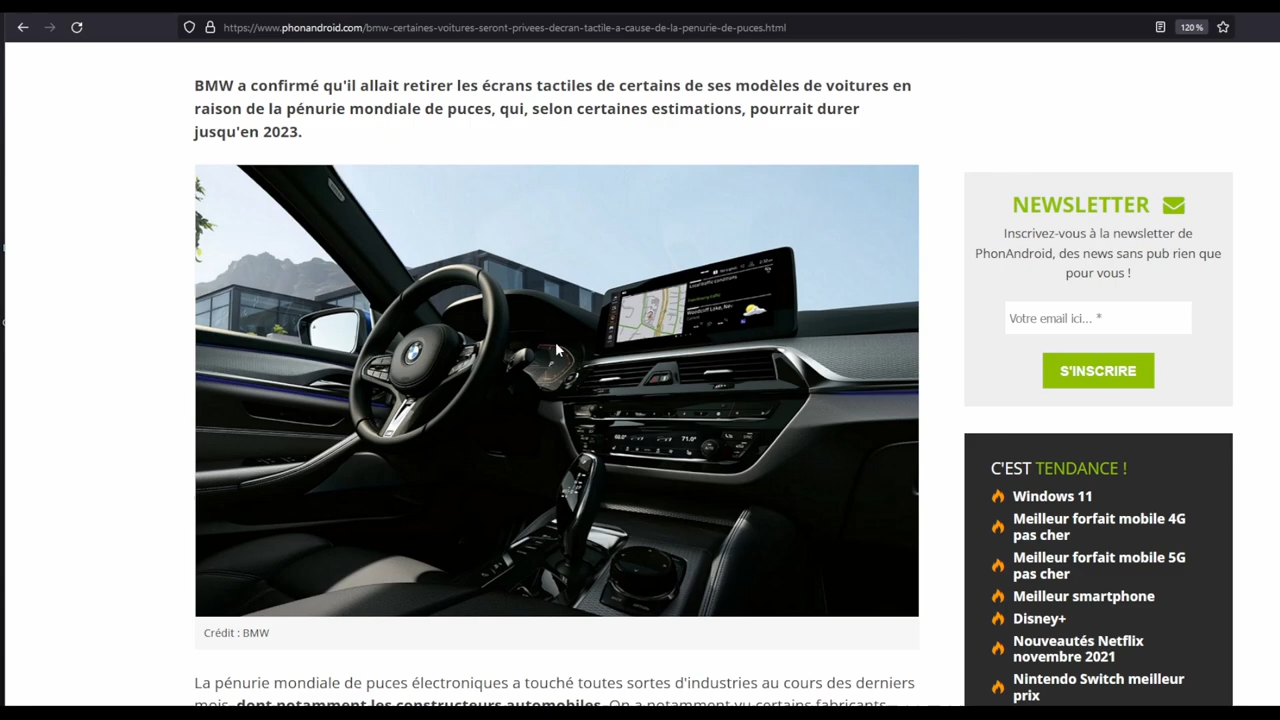 https://www.phonandroid.com/bmw-certaines-voitures-seront-privees-decran-tactile-a-cause-de-la-penurie-de-puces.html
120 %
BMW a confirmé qu'il allait retirer les écrans tactiles de certains de ses modèles de voitures en
raison de la pénurie mondiale de puces, qui, selon certaines estimations, pourrait durer
jusqu'en 2023.
68.0°
71.0°
Crédit : BMW
La pénurie mondiale de puces électroniques a touché toutes sortes d'industries au cours des derniers
mois, dont notamment les constructeurs automobiles. On a notamment vu certains fabricants
NEWSLETTER
Inscrivez-vous à la newsletter de
PhonAndroid, des news sans pub rien que
pour vous !
Votre email ici... *
S'INSCRIRE
C'EST TENDANCE !
Windows 11
Meilleur forfait mobile 4G
pas cher
Meilleur forfait mobile 5G
pas cher
Meilleur smartphone
Disney+
Nouveautés Netflix
novembre 2021
Nintendo Switch meilleur
prix